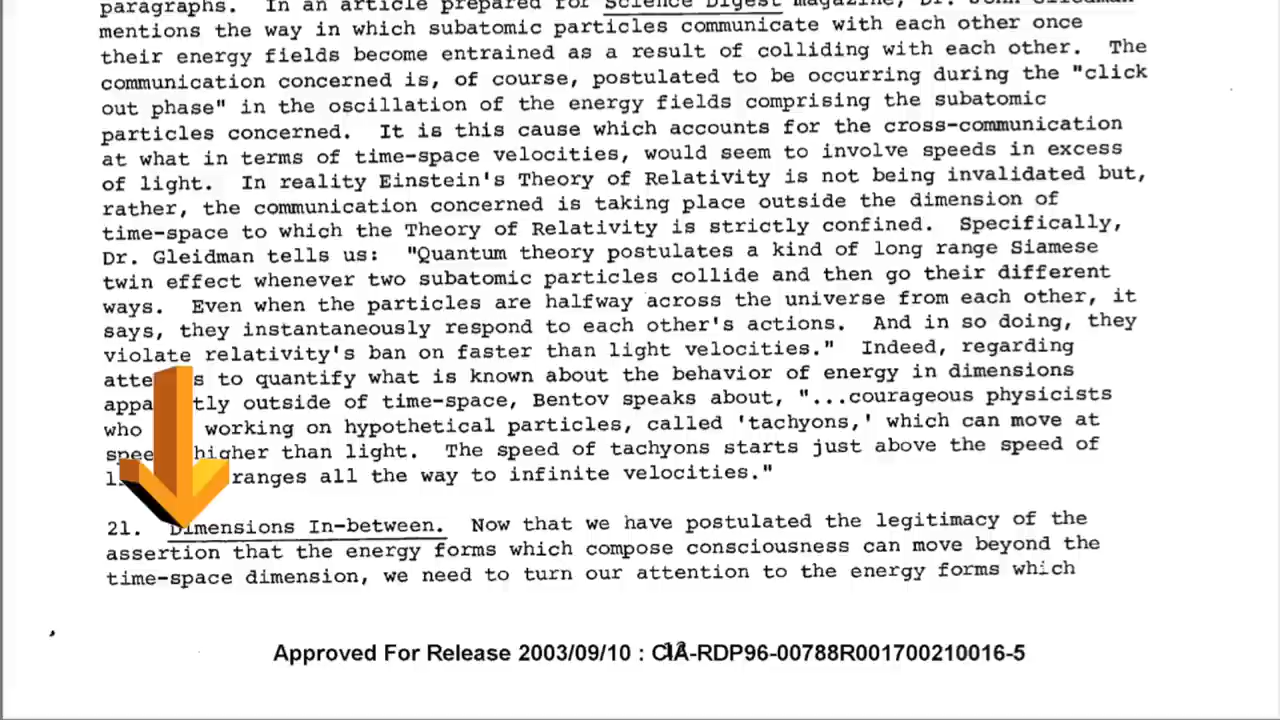 paragraphs. In an article prepared for Science Digest magazine, Dr. John Gliedman
mentions the way in which subatomic particles communicate with each other once
their energy fields become entrained as a result of colliding with each other. The
communication concerned is, of course, postulated to be occurring during the "click
out phase" in the oscillation of the energy fields comprising the subatomic
particles concerned. It is this cause which accounts for the cross-communication
at what in terms of time-space velocities, would seem to involve speeds in excess
of light. In reality Einstein's Theory of Relativity is not being invalidated but,
rather, the communication concerned is taking place outside the dimension of
time-space to which the Theory of Relativity is strictly confined. Specifically,
Dr. Gleidman tells us: "Quantum theory postulates a kind of long range Siamese
twin effect whenever two subatomic particles collide and then go their different
ways. Even when the particles are halfway across the universe from each other, it
says, they instantaneously respond to each other's actions. And in so doing, they
violate relativity's ban on faster than light velocities." Indeed, regarding
to quantify what is known about the behavior of energy in dimensions
outside of time-space, Bentov speaks about, "...courageous physicists
who working on hypothetical particles, called 'tachyons,' which can move at
higher than light. The speed of tachyons starts just above the speed of
ranges all the way to infinite velocities."
21. Dimensions In-between. Now that we have postulated the legitimacy of the
assertion that the energy forms which compose consciousness can move beyond the
time-space dimension, we need to turn our attention to the energy forms which
Approved For Release 2003/09/10 : CIA-RDP96-00788R001700210016-5